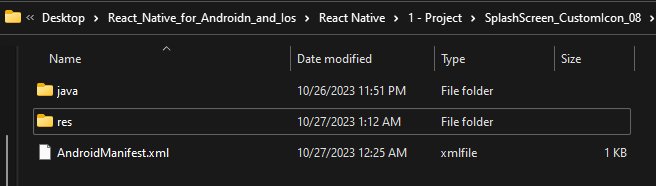 Desktop > React_Native_for_Androidn_and_Ios > React Native > 1 - Project > SplashScreen_CustomIcon_08 >
Name Date modified Type Size
java 10/26/2023 11:51 PM File folder
res 10/27/2023 1:12 AM File folder
AndroidManifest.xml 10/27/2023 12:25 AM xmlfile 1 KB